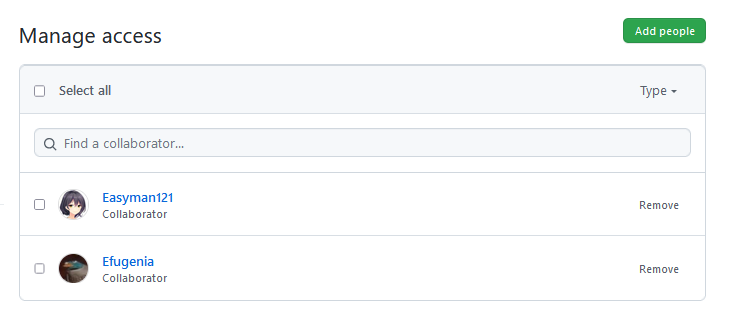 Manage access
Add people
Select all
Type
Find a collaborator...
Easyman121
Collaborator
Remove
Efugenia
Collaborator
Remove